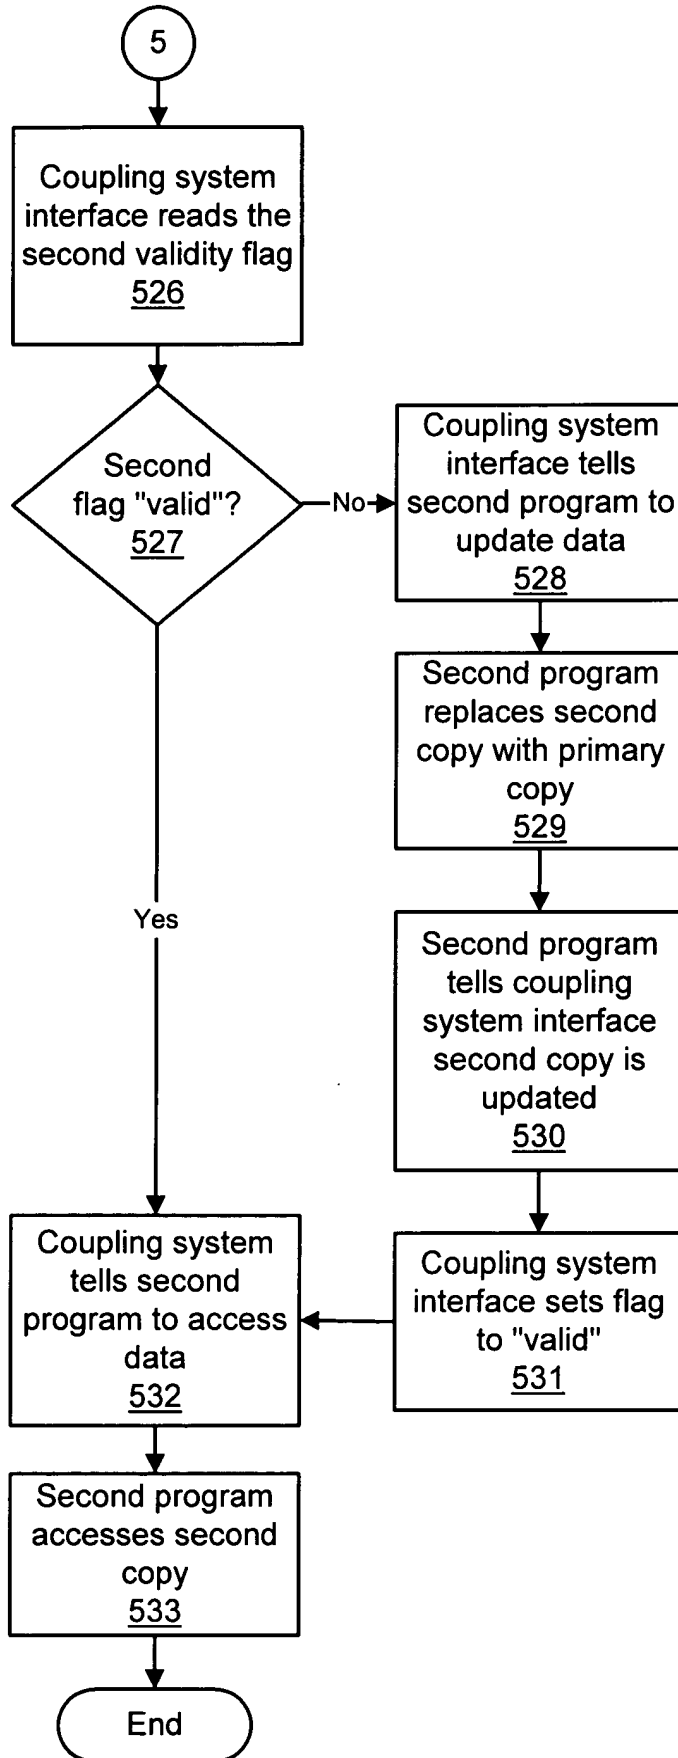 5
Coupling system
interface reads the
second validity flag
526
Second
flag "valid"?
527
No
Coupling system
interface tells
second program to
update data
528
Second program
replaces second
copy with primary
copy
529
Second program
tells coupling
system interface
second copy is
updated
530
Coupling system
interface sets flag
to "valid"
531
Yes
Coupling system
tells second
program to access
data
532
Second program
accesses second
copy
533
End